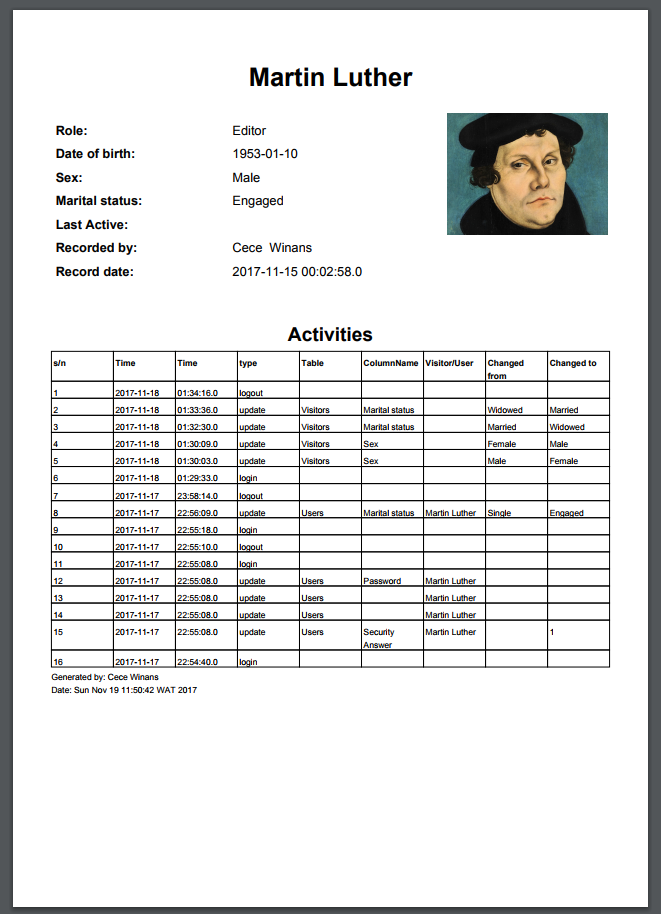 Martin Luther
Role: Editor
Date of birth: 1953-01-10
Sex: Male
Marital status: Engaged
Last Active:
Recorded by: Cece  Winans
Record date: 2017-11-15 00:02:58.0
Activities
s/n Time Time type Table ColumnName Visitor/User Changed from Changed to
1 2017-11-18 01:34:16.0 logout
2 2017-11-18 01:33:36.0 update Visitors Marital status Widowed Married
3 2017-11-18 01:32:30.0 update Visitors Marital status Married Widowed
4 2017-11-18 01:30:09.0 update Visitors Sex Female Male
5 2017-11-18 01:30:03.0 update Visitors Sex Male Female
6 2017-11-18 01:29:33.0 login
7 2017-11-17 23:58:14.0 logout
8 2017-11-17 22:56:09.0 update Users Marital status Martin Luther Single Engaged
9 2017-11-17 22:55:18.0 login
10 2017-11-17 22:55:10.0 logout
11 2017-11-17 22:55:08.0 login
12 2017-11-17 22:55:08.0 update Users Password Martin Luther
13 2017-11-17 22:55:08.0 update Users Martin Luther
14 2017-11-17 22:55:08.0 update Users Martin Luther
15 2017-11-17 22:55:08.0 update Users Security Answer Martin Luther 1
16 2017-11-17 22:54:40.0 login
Generated by: Cece Winans
Date: Sun Nov 19 11:50:42 WAT 2017